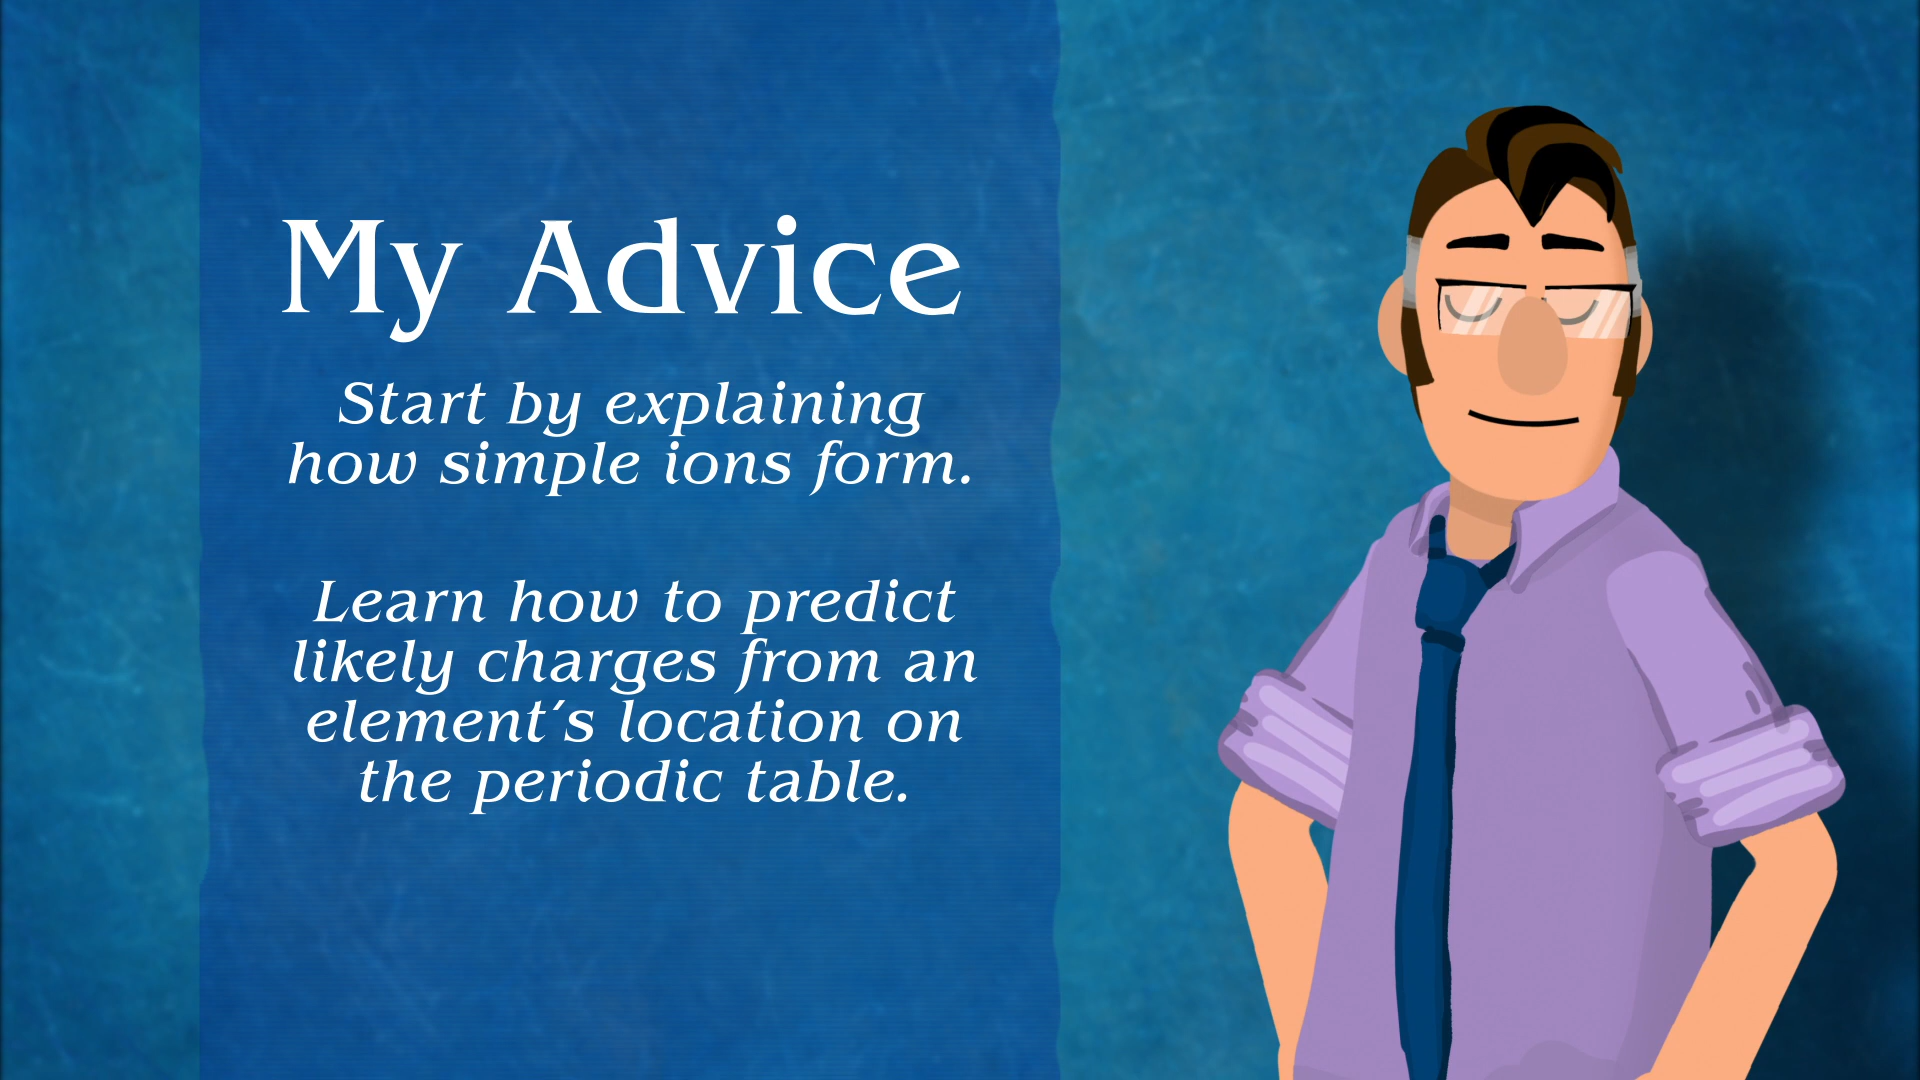 My Advice
Start by explaining
how simple ions form.
Learn how to predict
likely charges from an
element's location on
the periodic table.